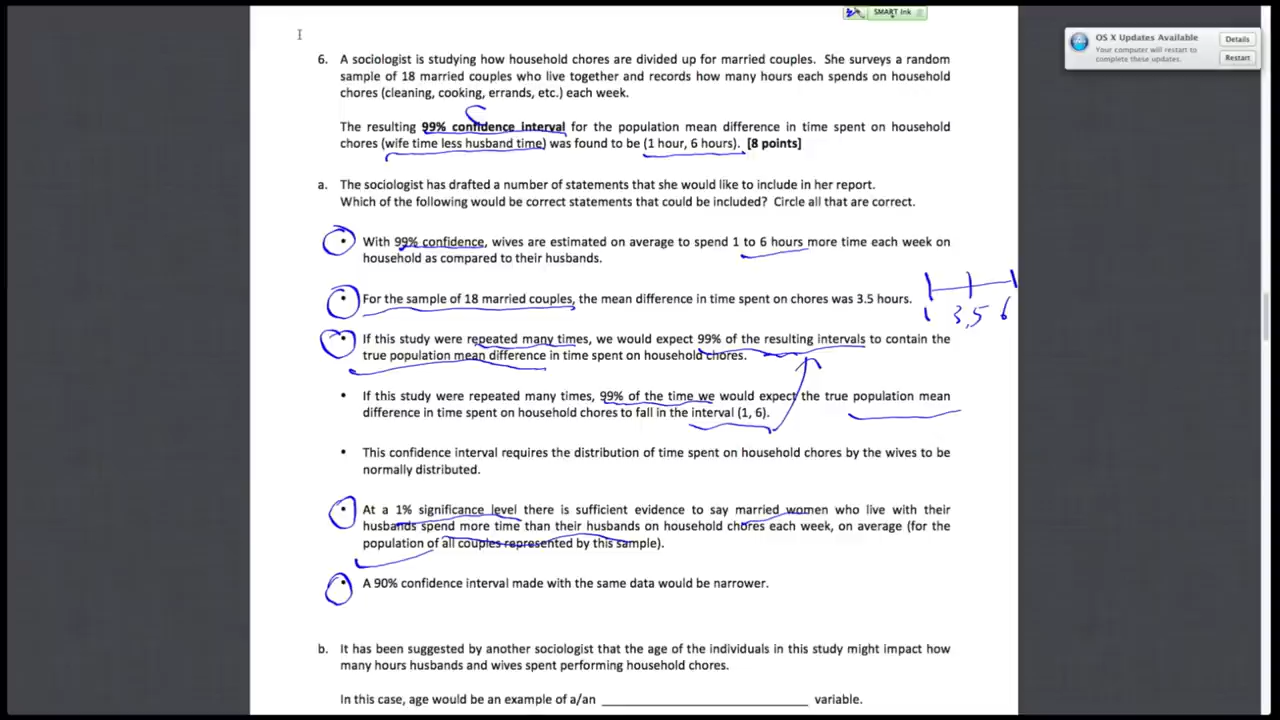 SMART Ink
OS X Updates Available
Your computer will restart to
complete these updates.
Details
Restart
6. A sociologist is studying how household chores are divided up for married couples. She surveys a random
sample of 18 married couples who live together and records how many hours each spends on household
chores (cleaning, cooking, errands, etc.) each week.
The resulting 99% confidence interval for the population mean difference in time spent on household
chores (wife time less husband time) was found to be (1 hour, 6 hours). [8 points]
a. The sociologist has drafted a number of statements that she would like to include in her report.
Which of the following would be correct statements that could be included? Circle all that are correct.
• With 99% confidence, wives are estimated on average to spend 1 to 6 hours more time each week on
household as compared to their husbands.
• For the sample of 18 married couples, the mean difference in time spent on chores was 3.5 hours.
1 3.5 6
• If this study were repeated many times, we would expect 99% of the resulting intervals to contain the
true population mean difference in time spent on household chores.
• If this study were repeated many times, 99% of the time we would expect the true population mean
difference in time spent on household chores to fall in the interval (1, 6).
• This confidence interval requires the distribution of time spent on household chores by the wives to be
normally distributed.
• At a 1% significance level there is sufficient evidence to say married women who live with their
husbands spend more time than their husbands on household chores each week, on average (for the
population of all couples represented by this sample).
• A 90% confidence interval made with the same data would be narrower.
b. It has been suggested by another sociologist that the age of the individuals in this study might impact how
many hours husbands and wives spent performing household chores.
In this case, age would be an example of a/an ______________________________ variable.